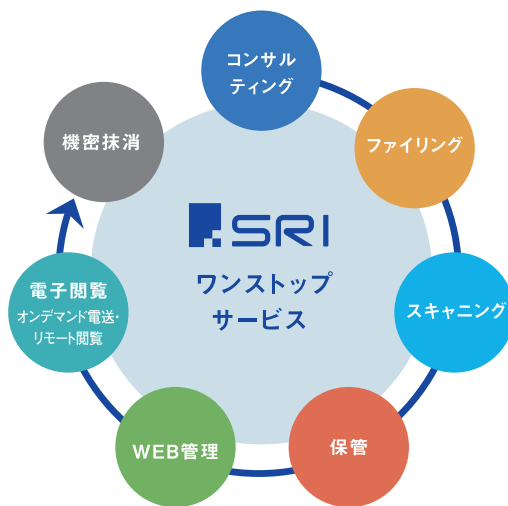 コンサル
ティング
ファイリング
スキャニング
保管
WEB管理
電子閲覧
オンデマンド電送・
リモート閲覧
機密抹消
SRI
ワンストップ
サービス